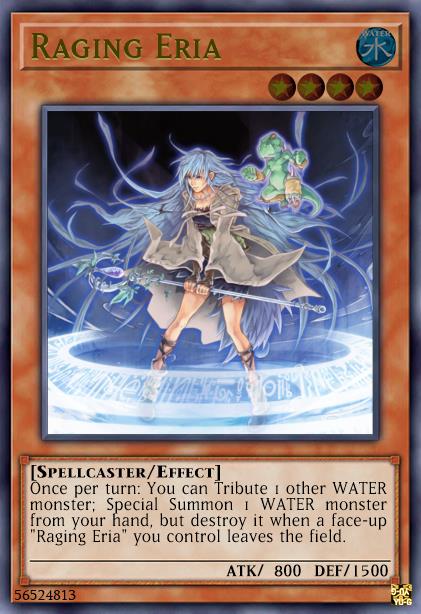 Raging Eria
WATER
水
[Spellcaster/Effect]
Once per turn: You can Tribute 1 other WATER
monster; Special Summon 1 WATER monster
from your hand, but destroy it when a face-up
"Raging Eria" you control leaves the field.
ATK/ 800 DEF/1500
56524813